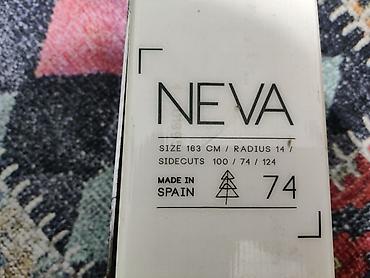 NEVA
SIZE 163 CM / RADIUS 14 /
SIDECUTS 100 / 74 / 124
MADE IN
SPAIN
74